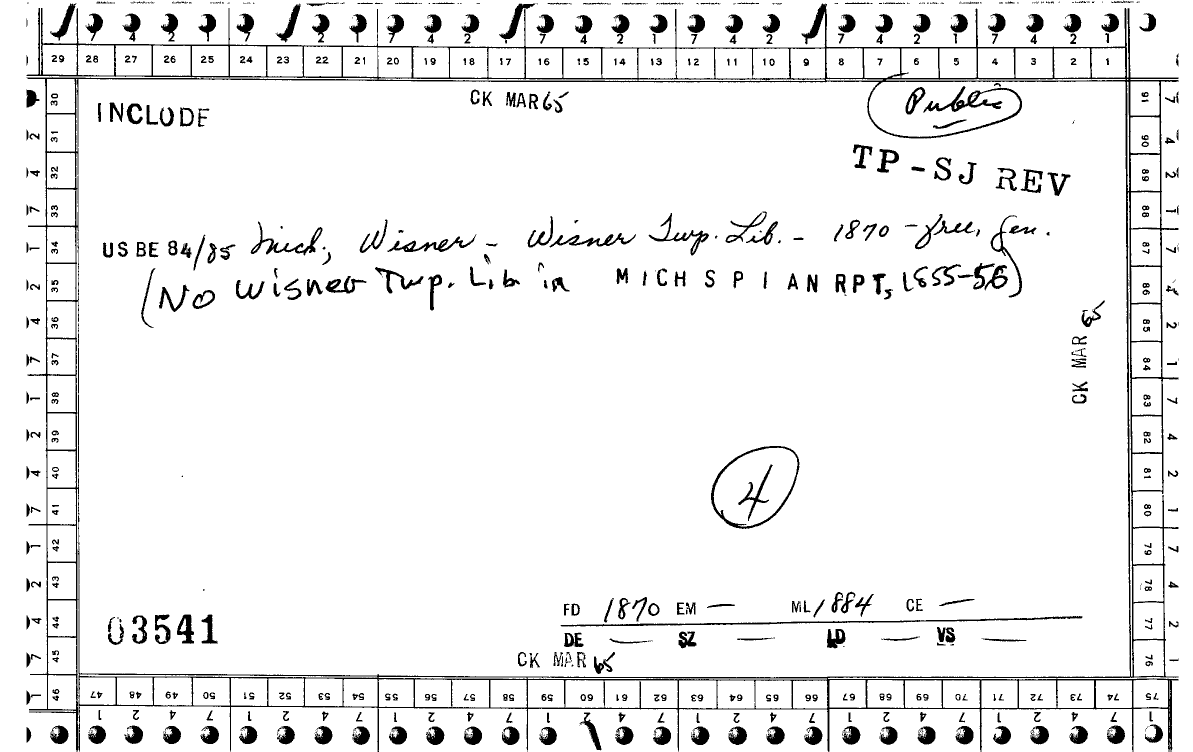 7 4 2 1 7 4 2 1 7 4 2 1 7 4 2 1 7 4 2 1 7 4 2 1 7 4 2 1
29 28 27 26 25 24 23 22 21 20 19 18 17 16 15 14 13 12 11 10 9 8 7 6 5 4 3 2 1
INCLUDE
CK MAR 65
Public
TP-SJ REV
US BE 84/85 Mich., Wisner - Wisner Twp. Lib. - 1870 - free, gen.
(No Wisner Twp. Lib in MICH SPI AN RPT, 1855-56)
CK MAR 65
4
03541
FD 1870 EM — ML 1884 CE —
DE — SZ — LD — VS —
CK MAR 65
30 31 32 33 34 35 36 37 38 39 40 41 42 43 44 45 46
91 90 89 88 87 86 85 84 83 82 81 80 79 78 77 76 75
47 48 49 50 51 52 53 54 55 56 57 58 59 60 61 62 63 64 65 66 67 68 69 70 71 72 73 74
1 2 4 7 1 2 4 7 1 2 4 7 1 2 4 7 1 2 4 7 1 2 4 7 1 2 4 7